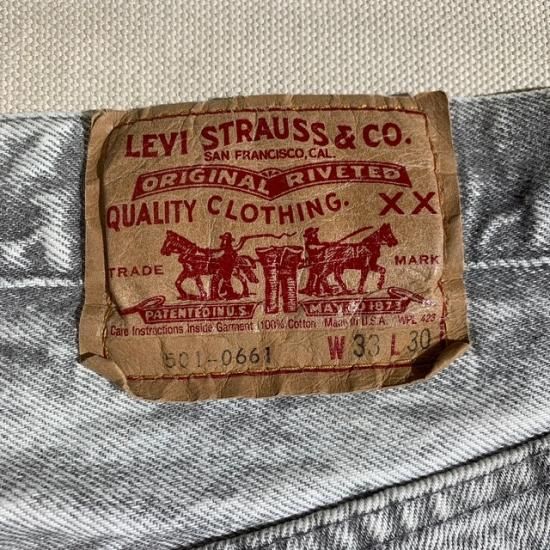 LEVI STRAUSS & CO.
SAN FRANCISCO, CAL.
ORIGINAL RIVETED
QUALITY CLOTHING. XX
TRADE MARK
PATENTED IN U.S. MAY 20 1873
Care Instructions Inside Garment 100% Cotton Made in U.S.A. WPL 423
501-0661 W 33 L 30